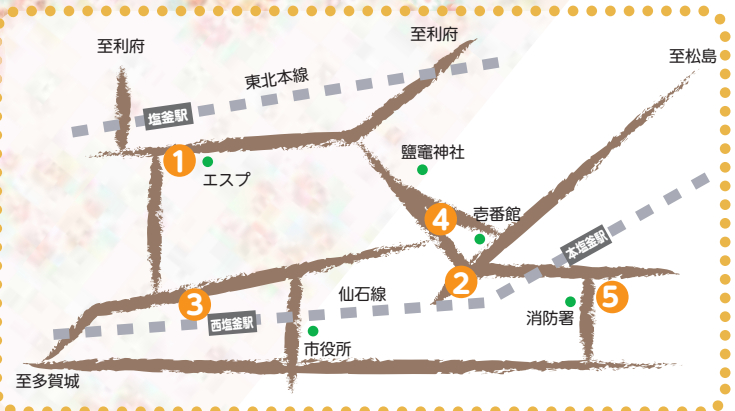 至利府
至利府
至松島
東北本線
塩釜駅
1
エスプ
鹽竈神社
4
壱番館
本塩釜駅
2
3
仙石線
西塩釜駅
5
消防署
市役所
至多賀城